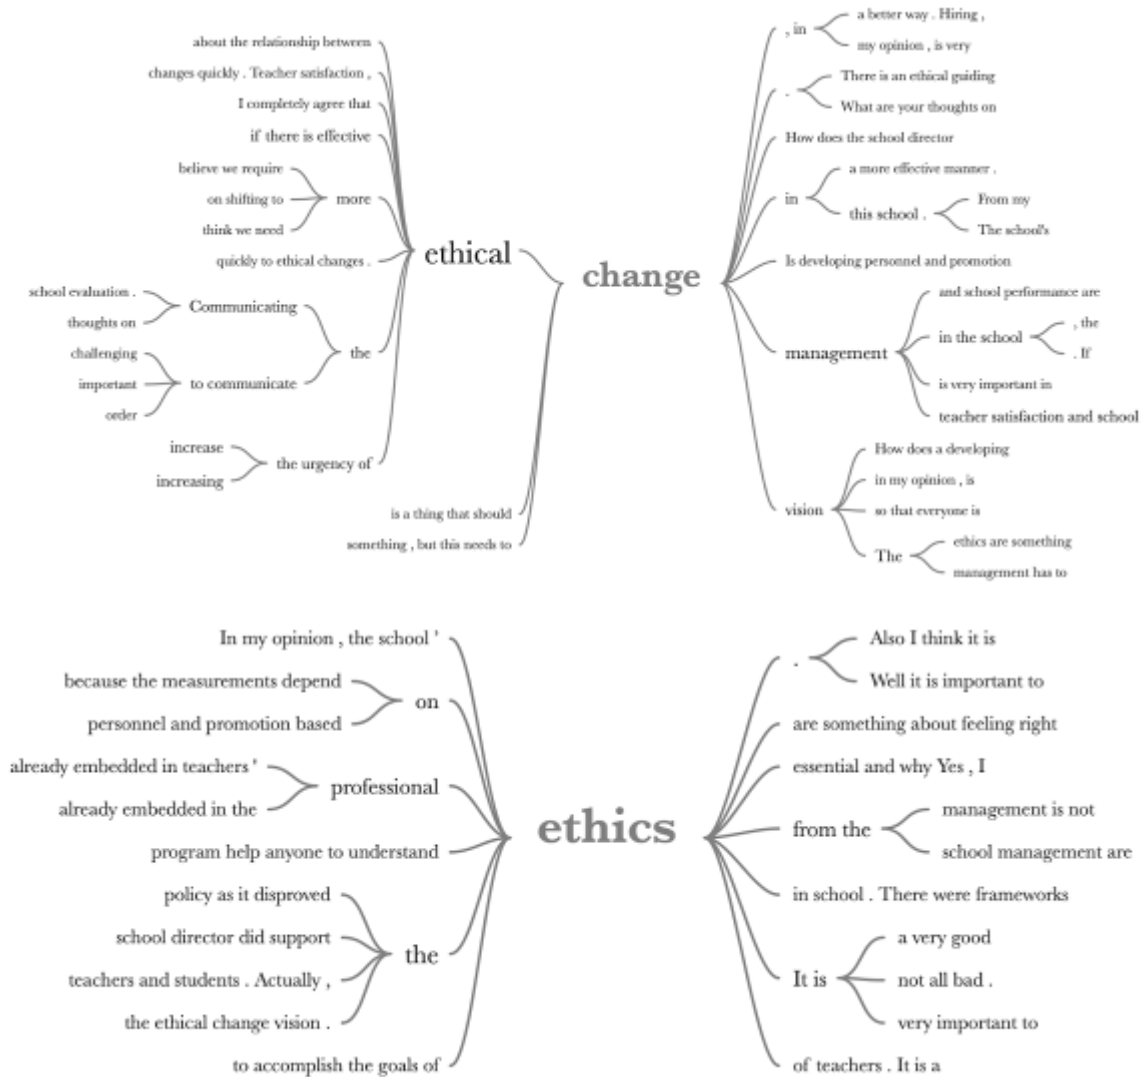 about the relationship between
changes quickly . Teacher satisfaction ,
I completely agree that
if there is effective
believe we require
on shifting to
think we need
more
quickly to ethical changes .
school evaluation .
thoughts on
Communicating
challenging
important
order
to communicate
the
increase
increasing
the urgency of
ethical
is a thing that should
something , but this needs to
change
, in
a better way . Hiring ,
my opinion , is very
.
There is an ethical guiding
What are your thoughts on
How does the school director
in
a more effective manner .
this school .
From my
The school's
Is developing personnel and promotion
management
and school performance are
in the school
, the
. If
is very important in
teacher satisfaction and school
vision
How does a developing
in my opinion , is
so that everyone is
The
ethics are something
management has to
In my opinion , the school '
because the measurements depend
personnel and promotion based
on
already embedded in teachers '
already embedded in the
professional
program help anyone to understand
policy as it disproved
school director did support
teachers and students . Actually ,
the ethical change vision .
the
to accomplish the goals of
ethics
.
Also I think it is
Well it is important to
are something about feeling right
essential and why Yes , I
from the
management is not
school management are
in school . There were frameworks
It is
a very good
not all bad .
very important to
of teachers . It is a